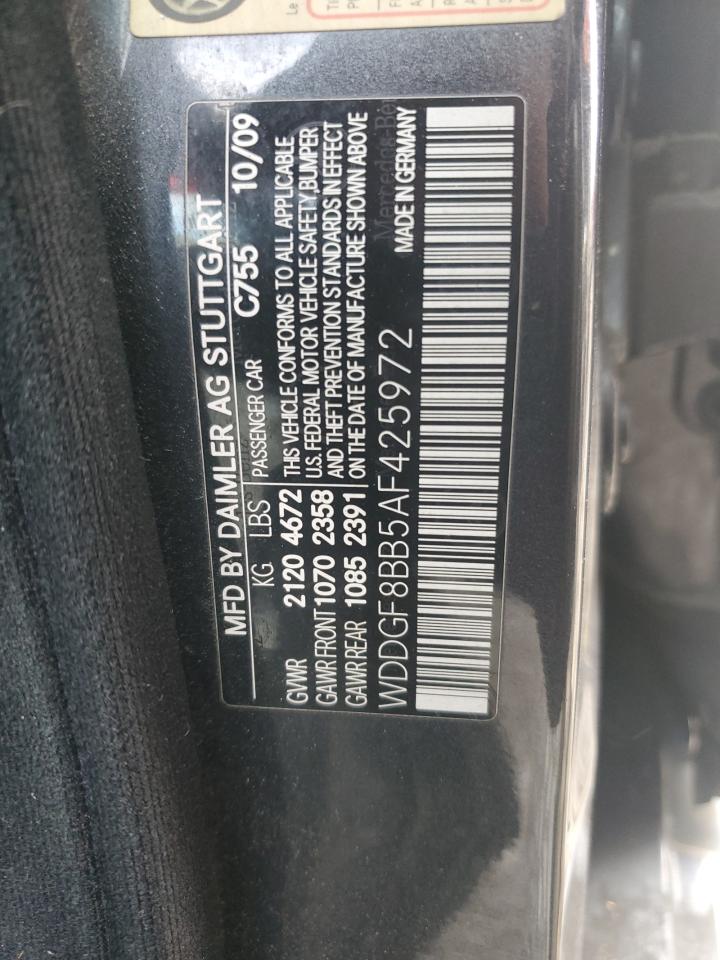 MFD BY DAIMLER AG STUTTGART
C755 10/09
KG LBS PASSENGER CAR
GVWR 2120 4672 THIS VEHICLE CONFORMS TO ALL APPLICABLE
GAWR FRONT 1070 2358 U.S. FEDERAL MOTOR VEHICLE SAFETY, BUMPER
GAWR REAR 1085 2391 AND THEFT PREVENTION STANDARDS IN EFFECT
ON THE DATE OF MANUFACTURE SHOWN ABOVE
WDDGF8BB5AF425972
MADE IN GERMANY
Le